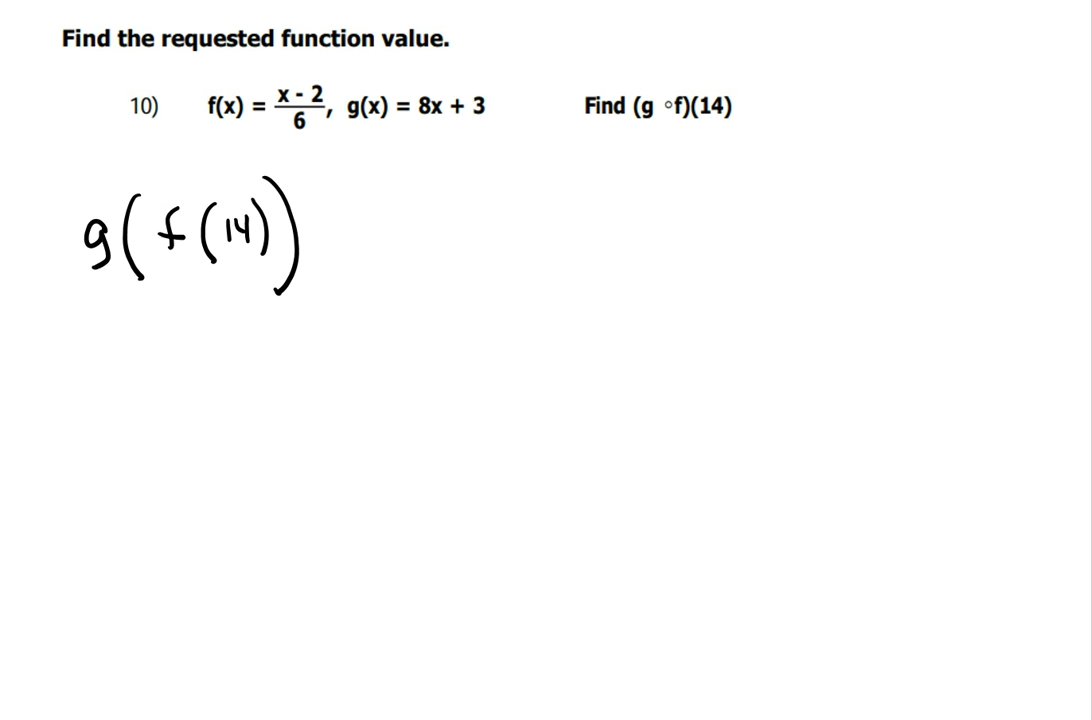 Find the requested function value.
10) f(x) = x - 2 / 6, g(x) = 8x + 3 Find (g ∘f)(14)
g(f(14))